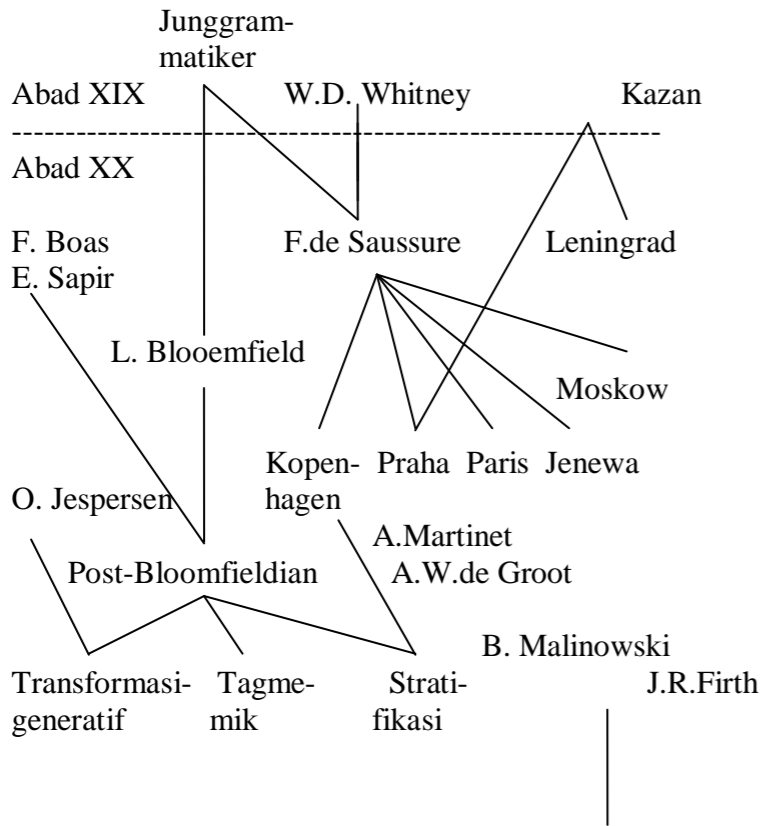 Junggram-
matiker
Abad XIX W.D. Whitney Kazan
Abad XX
F. Boas F.de Saussure Leningrad
E. Sapir
L. Blooemfield
Moskow
Kopen- Praha Paris Jenewa
O. Jespersen hagen
A.Martinet
Post-Bloomfieldian A.W.de Groot
B. Malinowski
Transformasi- Tagme- Strati- J.R.Firth
generatif mik fikasi